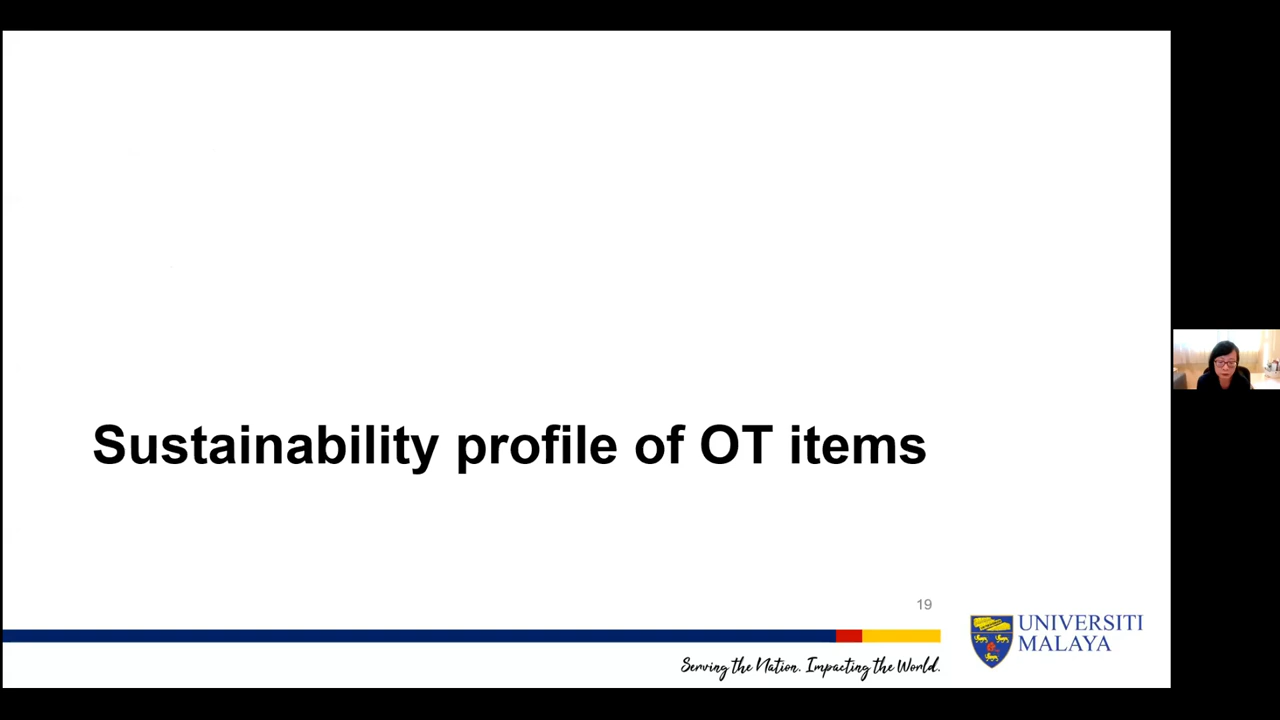 Sustainability profile of OT items
19
UNIVERSITI
MALAYA
Serving the Nation. Impacting the World.